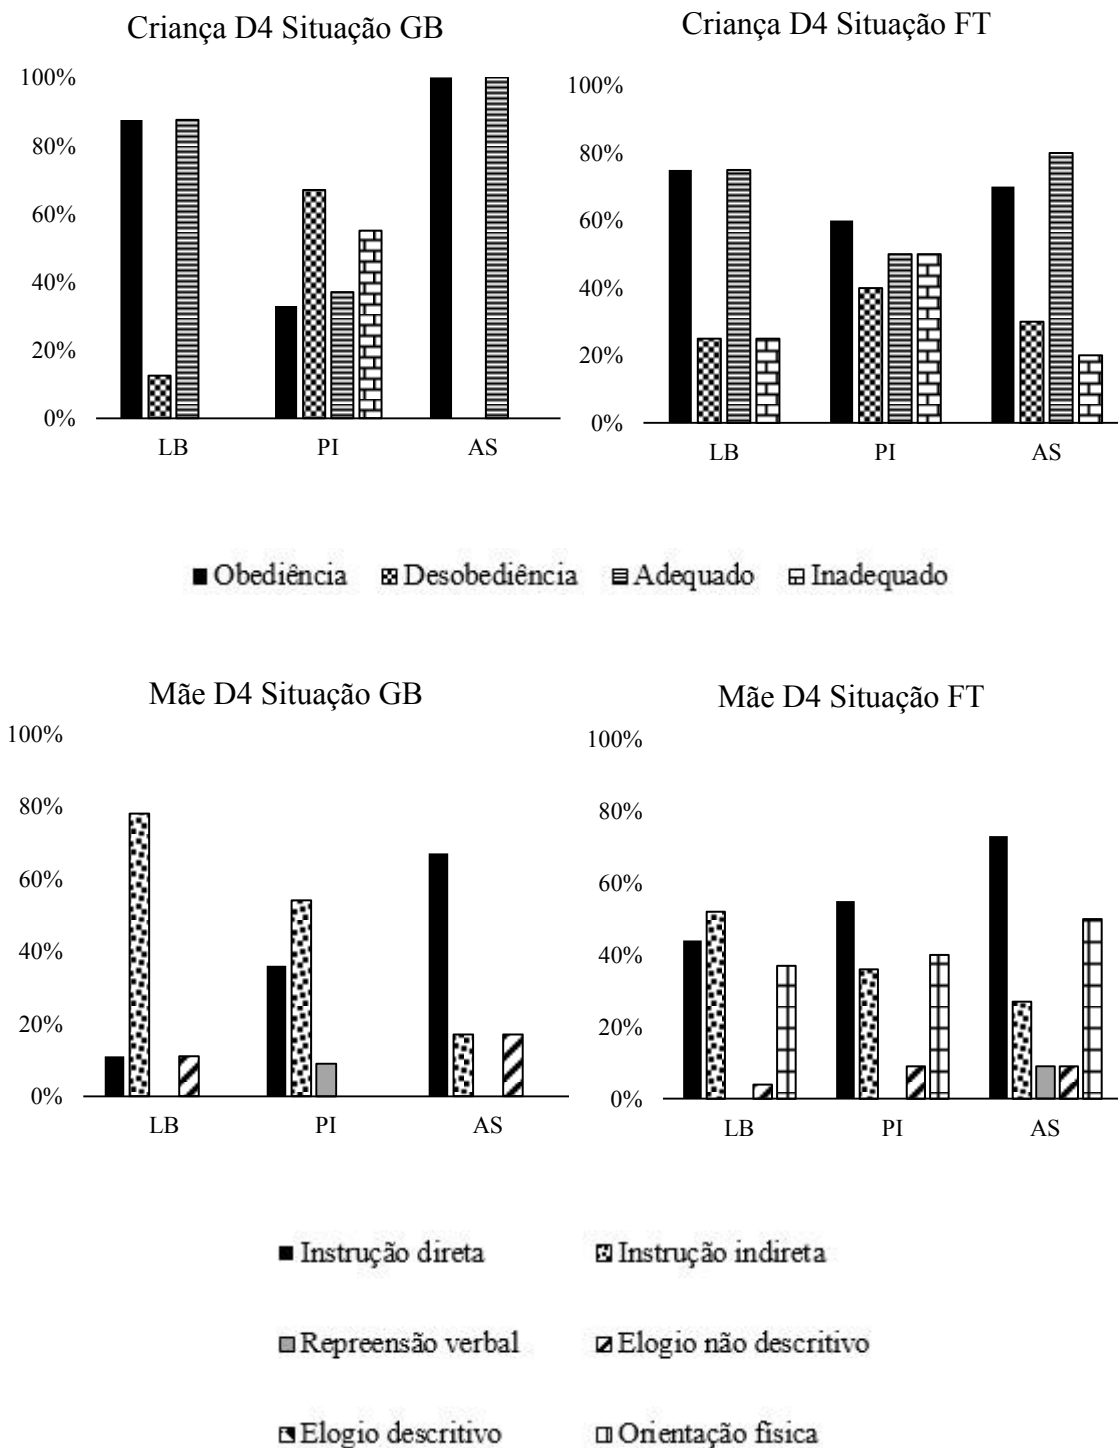 Criança D4 Situação GB
100%
80%
60%
40%
20%
0%
LB PI AS
Criança D4 Situação FT
100%
80%
60%
40%
20%
0%
LB PI AS
Obediência Desobediência Adequado Inadequado
Mãe D4 Situação GB
100%
80%
60%
40%
20%
0%
LB PI AS
Mãe D4 Situação FT
100%
80%
60%
40%
20%
0%
LB PI AS
Instrução direta Instrução indireta
Repreensão verbal Elogio não descritivo
Elogio descritivo Orientação física